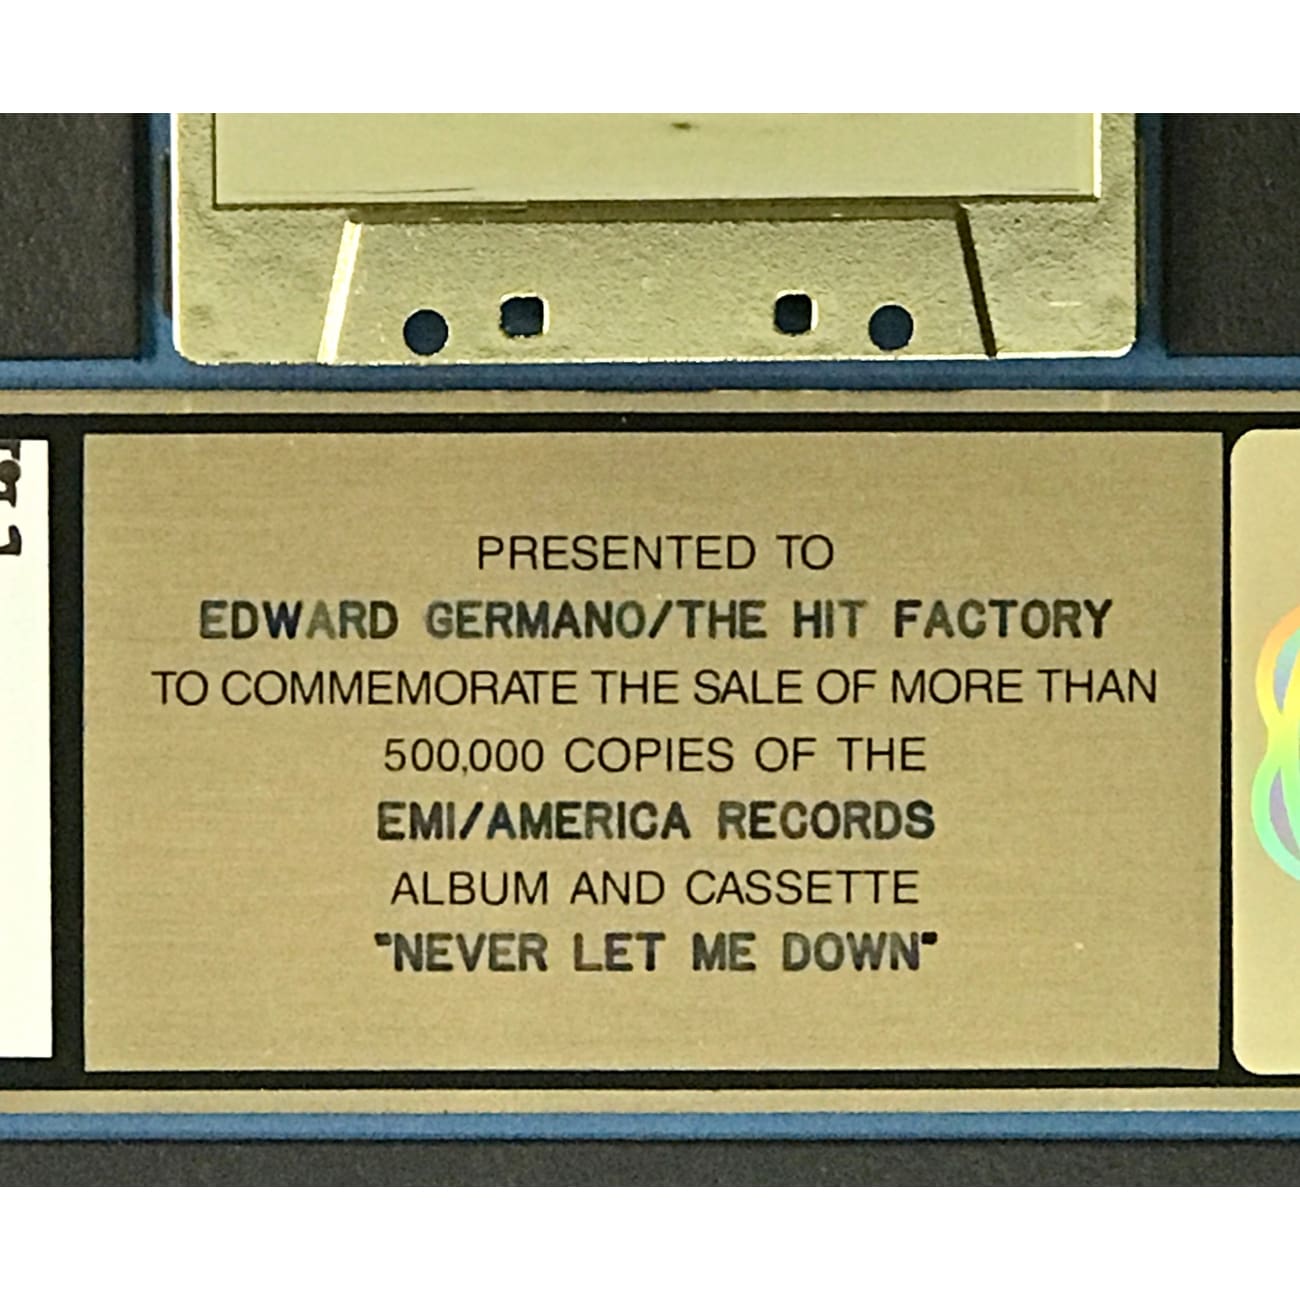 PRESENTED TO
EDWARD GERMANO/THE HIT FACTORY
TO COMMEMORATE THE SALE OF MORE THAN
500,000 COPIES OF THE
EMI/AMERICA RECORDS
ALBUM AND CASSETTE
"NEVER LET ME DOWN"